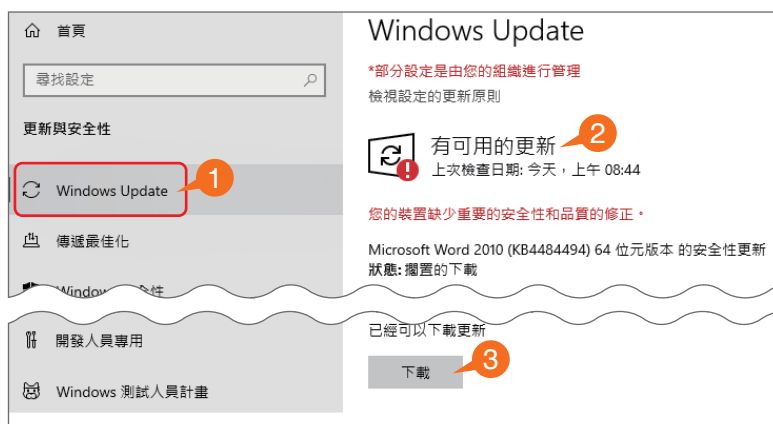 首頁
尋找設定
更新與安全性
1
Windows Update
傳遞最佳化
開發人員專用
Windows 測試人員計畫
Windows Update
*部分設定是由您的組織進行管理
檢視設定的更新原則
有可用的更新
2
上次檢查日期: 今天，上午 08:44
您的裝置缺少重要的安全性和品質的修正。
Microsoft Word 2010 (KB4484494) 64 位元版本 的安全性更新
狀態: 擱置的下載
已經可以下載更新
下載
3